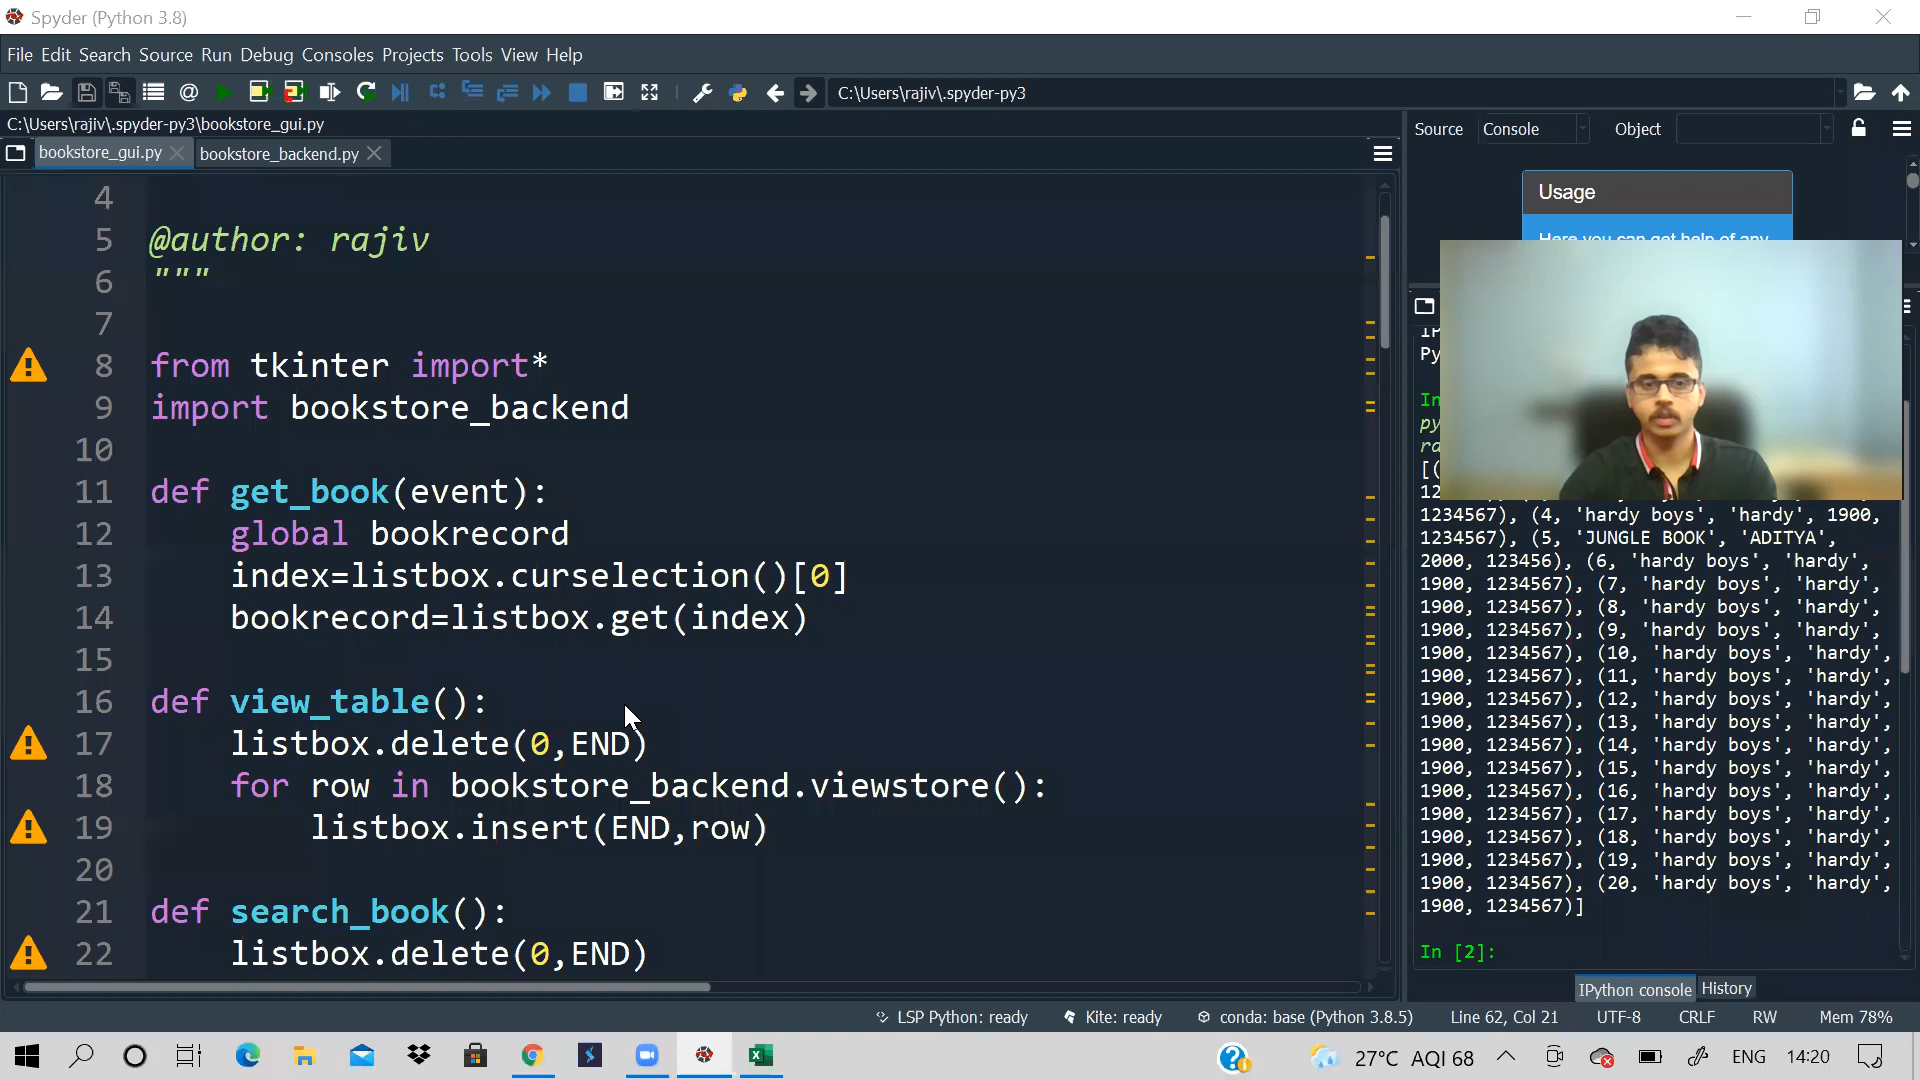 Spyder (Python 3.8)
File Edit Search Source Run Debug Consoles Projects Tools View Help
C:\Users\rajiv\.spyder-py3
C:\Users\rajiv\.spyder-py3\bookstore_gui.py
bookstore_gui.py
bookstore_backend.py
4
5 @author: rajiv
6 """
7
8 from tkinter import*
9 import bookstore_backend
10
11 def get_book(event):
12 global bookrecord
13 index=listbox.curselection()[0]
14 bookrecord=listbox.get(index)
15
16 def view_table():
17 listbox.delete(0,END)
18 for row in bookstore_backend.viewstore():
19 listbox.insert(END,row)
20
21 def search_book():
22 listbox.delete(0,END)
Source Console Object
Usage
Here you can get help of any
Py
In
py
ra
[(
1234567), (4, 'hardy boys', 'hardy', 1900,
1234567), (5, 'JUNGLE BOOK', 'ADITYA',
2000, 123456), (6, 'hardy boys', 'hardy',
1900, 1234567), (7, 'hardy boys', 'hardy',
1900, 1234567), (8, 'hardy boys', 'hardy',
1900, 1234567), (9, 'hardy boys', 'hardy',
1900, 1234567), (10, 'hardy boys', 'hardy',
1900, 1234567), (11, 'hardy boys', 'hardy',
1900, 1234567), (12, 'hardy boys', 'hardy',
1900, 1234567), (13, 'hardy boys', 'hardy',
1900, 1234567), (14, 'hardy boys', 'hardy',
1900, 1234567), (15, 'hardy boys', 'hardy',
1900, 1234567), (16, 'hardy boys', 'hardy',
1900, 1234567), (17, 'hardy boys', 'hardy',
1900, 1234567), (18, 'hardy boys', 'hardy',
1900, 1234567), (19, 'hardy boys', 'hardy',
1900, 1234567), (20, 'hardy boys', 'hardy',
1900, 1234567)]
In [2]:
IPython console History
LSP Python: ready Kite: ready conda: base (Python 3.8.5) Line 62, Col 21 UTF-8 CRLF RW Mem 78%
27°C AQI 68 ENG 14:20